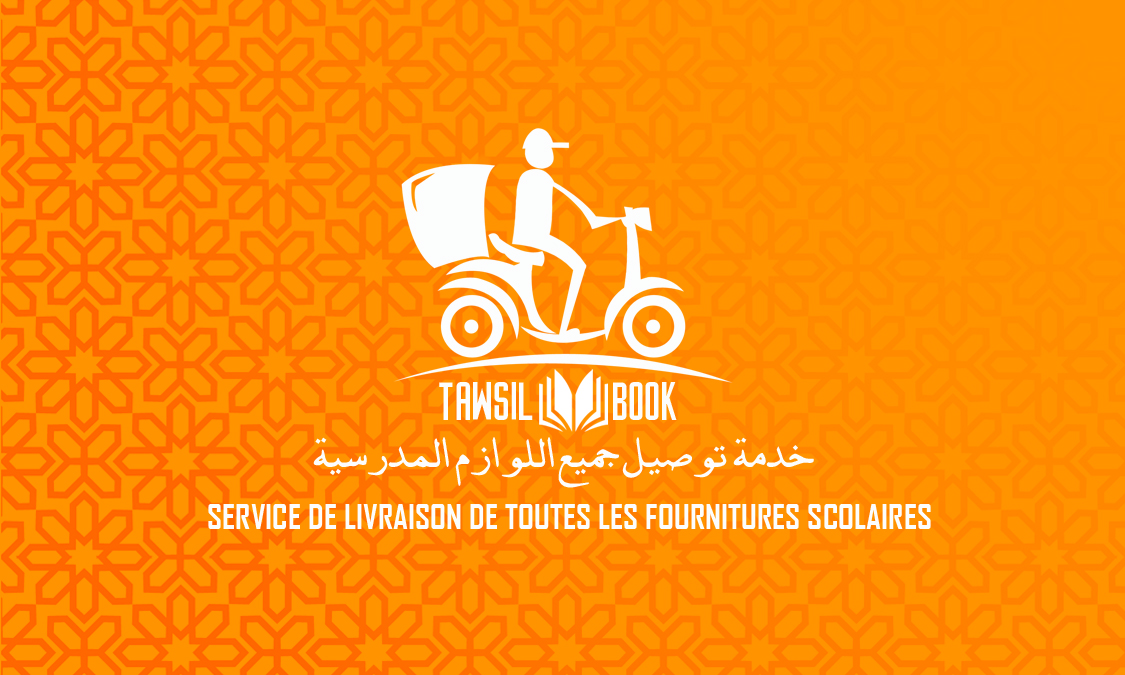 TAWSIL BOOK
خدمة توصيل جميع اللوازم المدرسية
SERVICE DE LIVRAISON DE TOUTES LES FOURNITURES SCOLAIRES